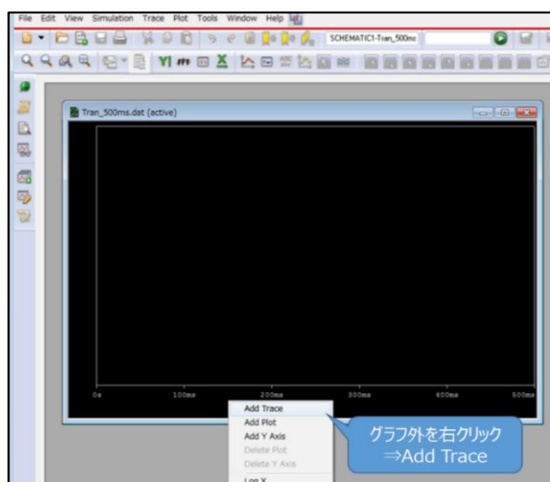 File Edit View Simulation Trace Plot Tools Window Help
SCHEMATIC1-Tran_500ms
Tran_500ms.dat (active)
0s 100ms 200ms 300ms 400ms 500ms
Add Trace
Add Plot
Add Y Axis
Delete Plot
Delete Y Axis
Log X
グラフ外を右クリック
⇒Add Trace